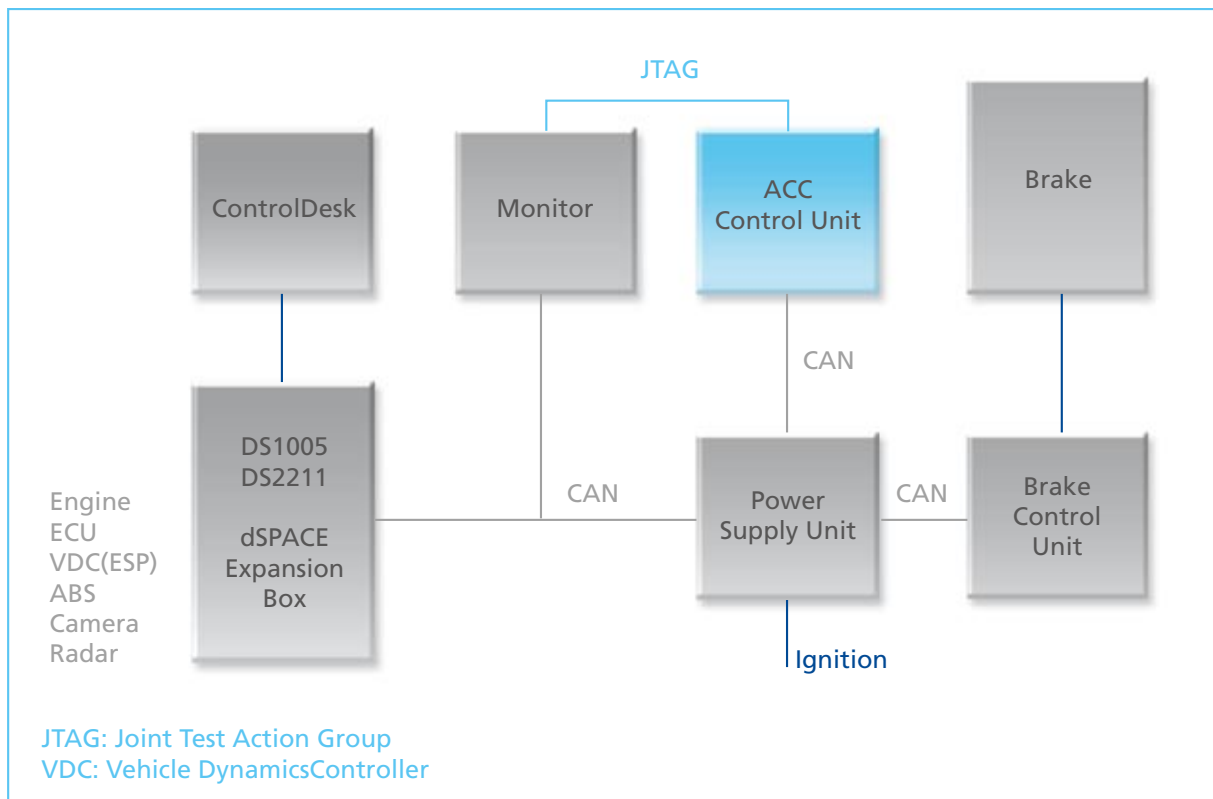 JTAG
ControlDesk
Monitor
ACC
Control Unit
Brake
CAN
DS1005
DS2211
dSPACE
Expansion
Box
Engine
ECU
VDC(ESP)
ABS
Camera
Radar
CAN
Power
Supply Unit
CAN
Brake
Control
Unit
Ignition
JTAG: Joint Test Action Group
VDC: Vehicle DynamicsController